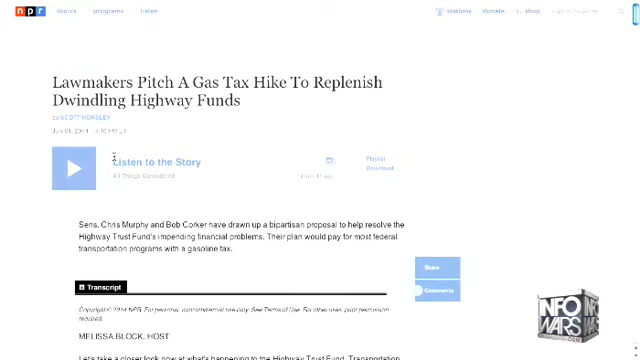 npr topics programs listen stations donate shop
Lawmakers Pitch A Gas Tax Hike To Replenish
Dwindling Highway Funds
by SCOTT HORSLEY
Listen to the Story
All Things Considered
Playlist
Download
Sens. Chris Murphy and Bob Corker have drawn up a bipartisan proposal to help resolve the
Highway Trust Fund's impending financial problems. Their plan would pay for most federal
transportation programs with a gasoline tax.
Share
Transcript
Comments
Copyright © 2014 NPR. For personal, noncommercial use only. See Terms of Use. For other uses, prior permission
required.
MELISSA BLOCK, HOST:
Let's take a closer look now at what's happening to the Highway Trust Fund. Transportation
INFO
WARS
.COM